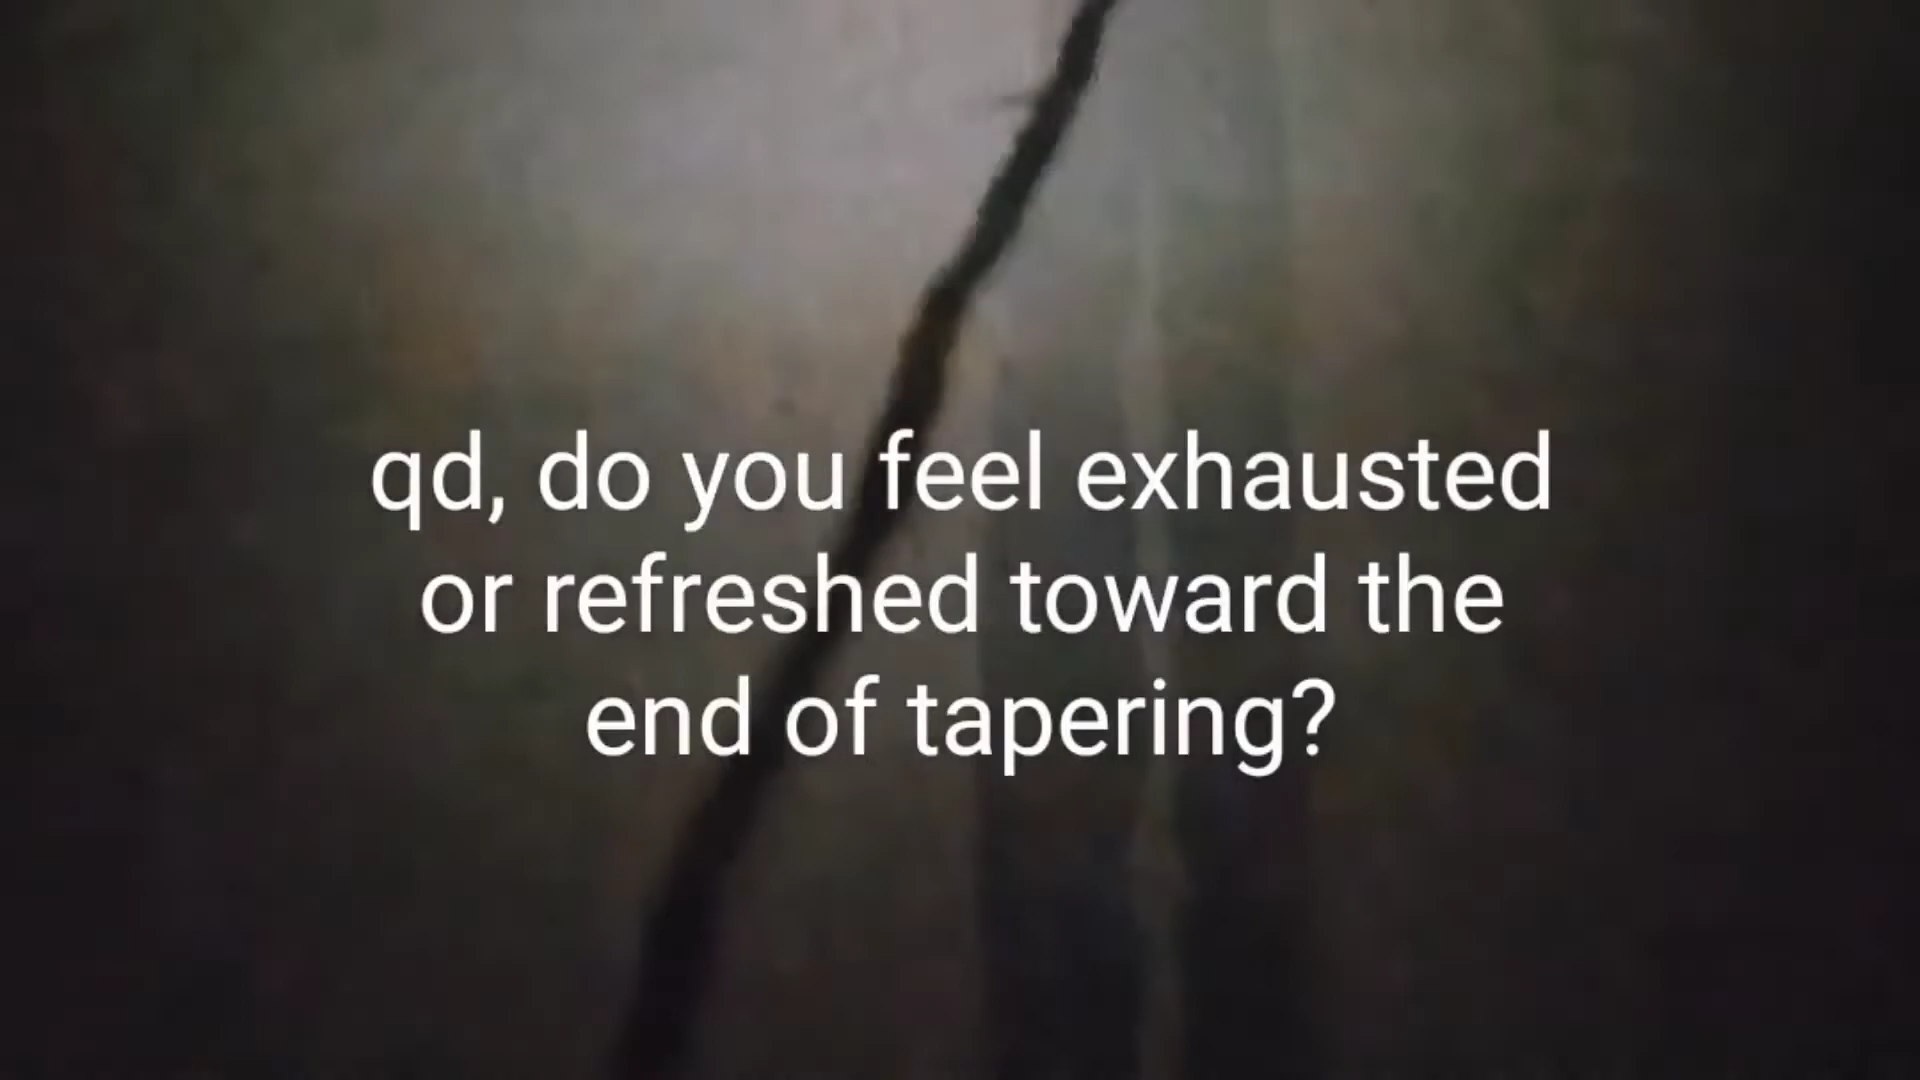 qd, do you feel exhausted
or refreshed toward the
end of tapering?